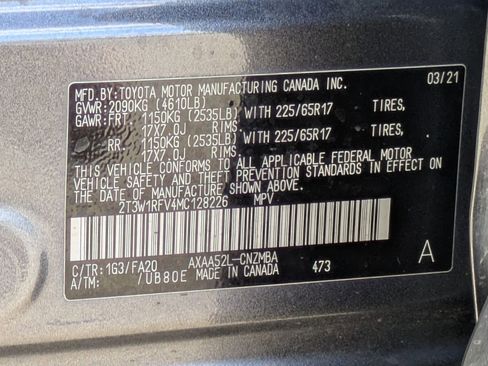 MFD. BY: TOYOTA MOTOR MANUFACTURING CANADA INC. 03/21
GVWR: 2090KG (4610LB)
GAWR: FRT. 1150KG (2535LB) WITH 225/65R17 TIRES,
17X7.0J RIMS,
RR. 1150KG (2535LB) WITH 225/65R17 TIRES,
17X7.0J RIMS,
THIS VEHICLE CONFORMS TO ALL APPLICABLE FEDERAL MOTOR
VEHICLE SAFETY AND THEFT PREVENTION STANDARDS IN EFFECT
ON THE DATE OF MANUFACTURE SHOWN ABOVE.
2T3W1RFV4MC128226 MPV
C/TR: 1G3/FA20 AXAA52L-CNZMBA A
A/TM: /UB80E MADE IN CANADA 473